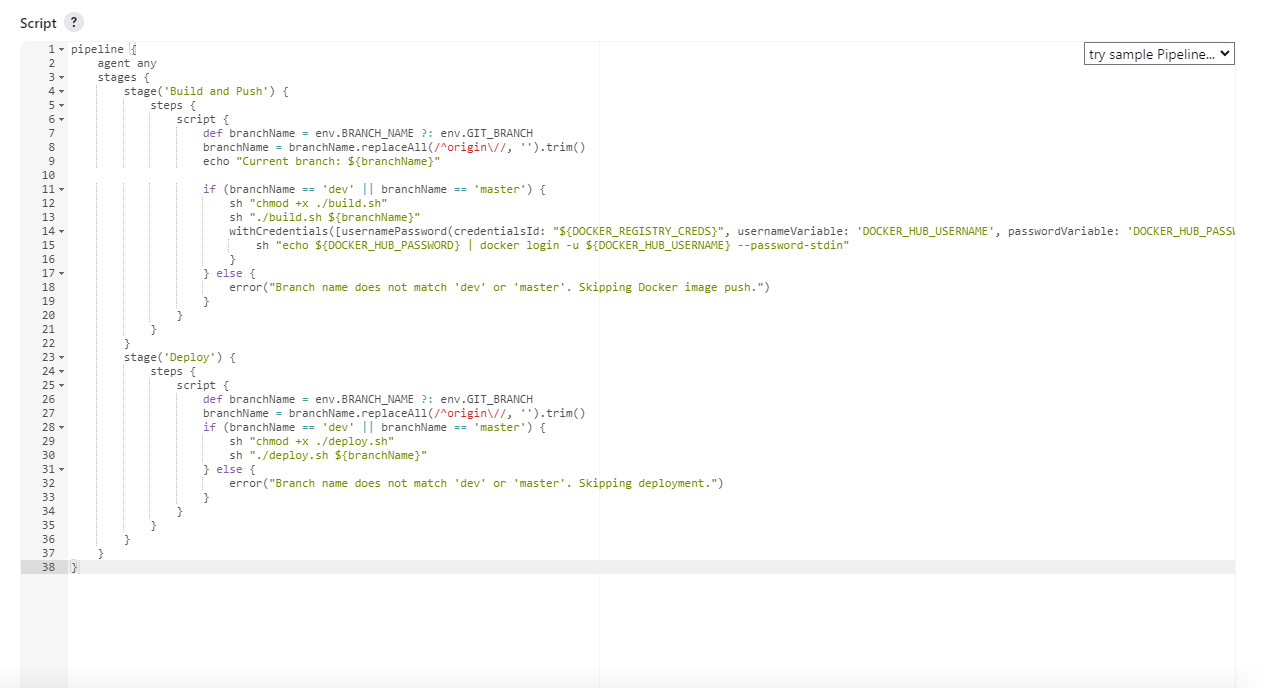 Script ?
try sample Pipeline...
1 pipeline {
2     agent any
3     stages {
4         stage('Build and Push') {
5             steps {
6                 script {
7                     def branchName = env.BRANCH_NAME ?: env.GIT_BRANCH
8                     branchName = branchName.replaceAll(/^origin\//, '').trim()
9                     echo "Current branch: ${branchName}"
10
11                     if (branchName == 'dev' || branchName == 'master') {
12                         sh "chmod +x ./build.sh"
13                         sh "./build.sh ${branchName}"
14                         withCredentials([usernamePassword(credentialsId: "${DOCKER_REGISTRY_CREDS}", usernameVariable: 'DOCKER_HUB_USERNAME', passwordVariable: 'DOCKER_HUB_PASS
15                             sh "echo ${DOCKER_HUB_PASSWORD} | docker login -u ${DOCKER_HUB_USERNAME} --password-stdin"
16                         }
17                     } else {
18                         error("Branch name does not match 'dev' or 'master'. Skipping Docker image push.")
19                     }
20                 }
21             }
22         }
23         stage('Deploy') {
24             steps {
25                 script {
26                     def branchName = env.BRANCH_NAME ?: env.GIT_BRANCH
27                     branchName = branchName.replaceAll(/^origin\//, '').trim()
28                     if (branchName == 'dev' || branchName == 'master') {
29                         sh "chmod +x ./deploy.sh"
30                         sh "./deploy.sh ${branchName}"
31                     } else {
32                         error("Branch name does not match 'dev' or 'master'. Skipping deployment.")
33                     }
34                 }
35             }
36         }
37     }
38 }